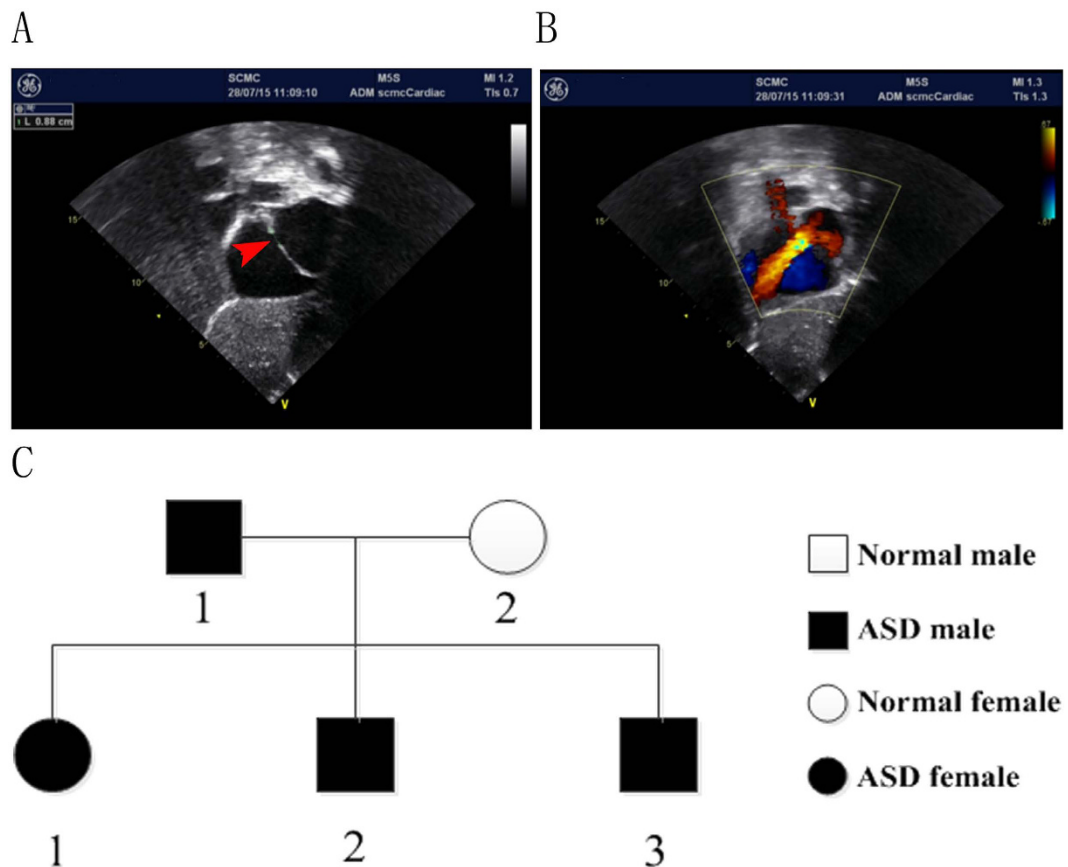 A
B
SCMC M5S MI 1.2
28/07/15 11:09:10 ADM scmcCardiac TIs 0.7
L 0.88 cm
15
10
5
V
SCMC M5S MI 1.3
28/07/15 11:09:31 ADM scmcCardiac TIs 1.3
15
10
5
V
C
1 2
1 2 3
Normal male
ASD male
Normal female
ASD female